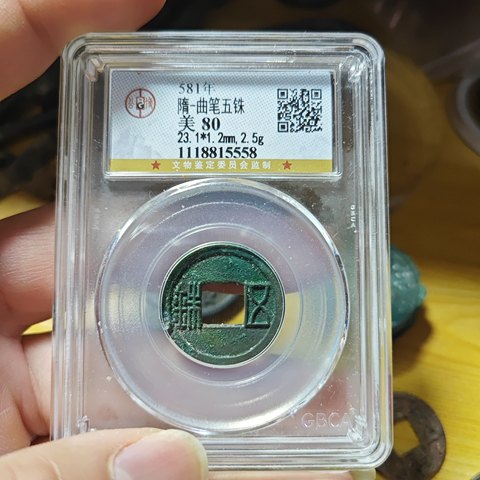 581年
隋-曲笔五铢
美 80
23.1*1.2mm,2.5g
1118815558
★ 文物鉴定委员会监制 ★
五
GBCA